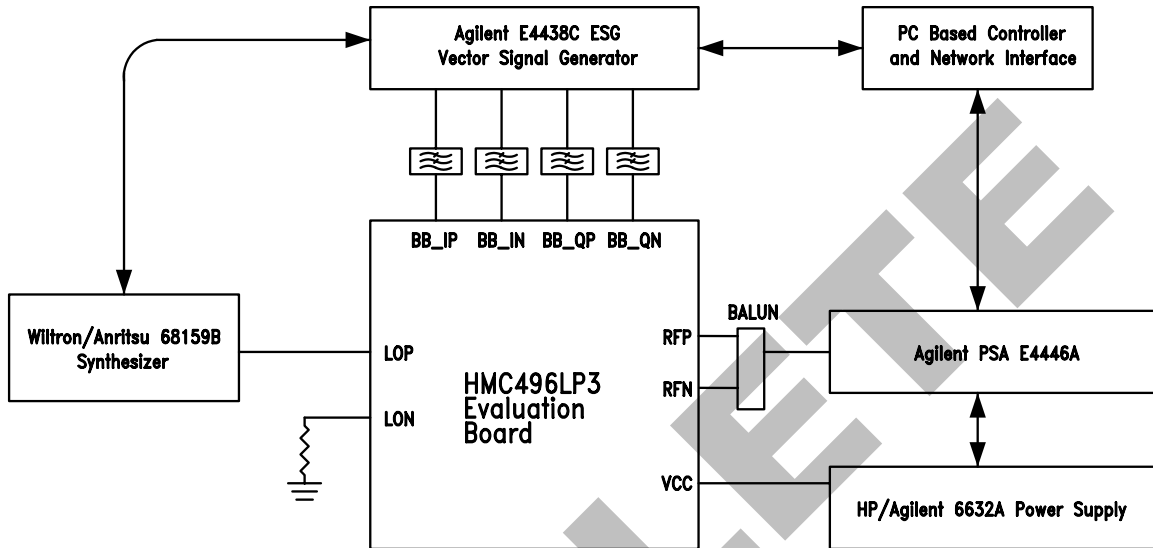 Agilent E4438C ESG
Vector Signal Generator
PC Based Controller
and Network Interface
BB_IP BB_IN BB_QP BB_QN
Wiltron/Anritsu 68159B
Synthesizer
LOP
LON
HMC496LP3
Evaluation
Board
RFP
RFN
VCC
BALUN
Agilent PSA E4446A
HP/Agilent 6632A Power Supply
LETE